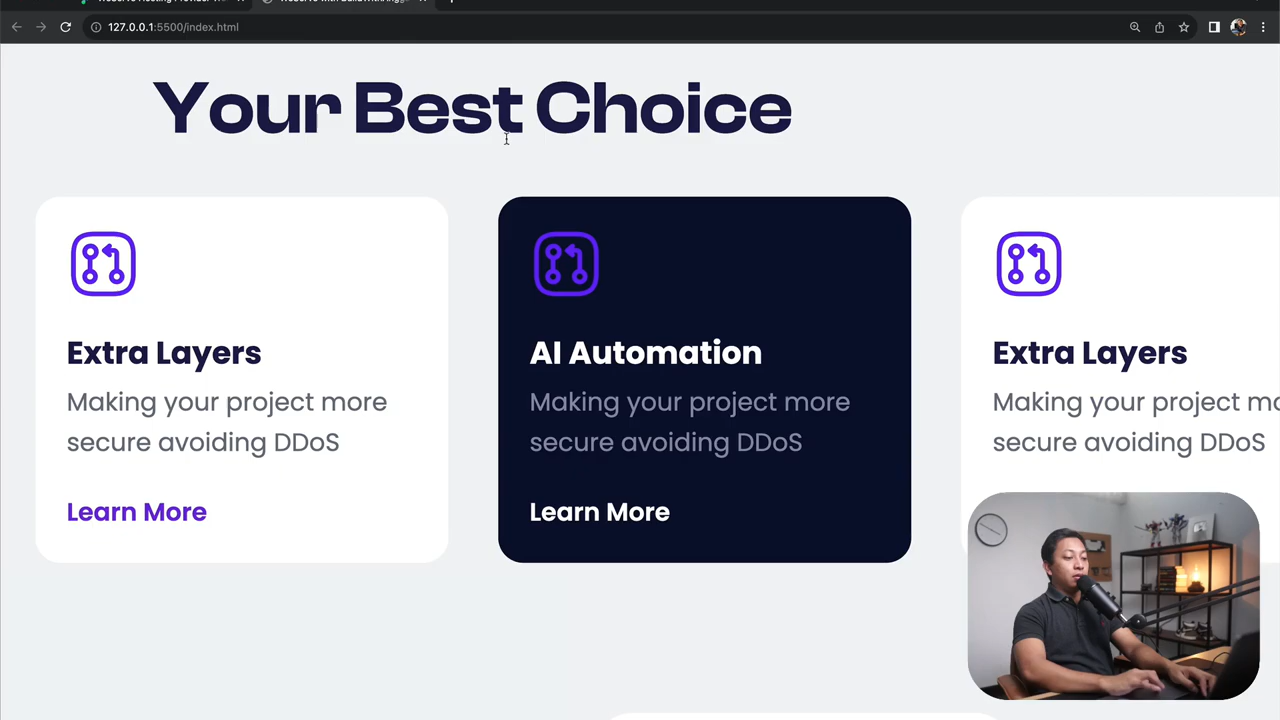 127.0.0.1:5500/index.html
Your Best Choice
Extra Layers
Making your project more
secure avoiding DDoS
Learn More
AI Automation
Making your project more
secure avoiding DDoS
Learn More
Extra Layers
Making your project
secure avoiding DDoS